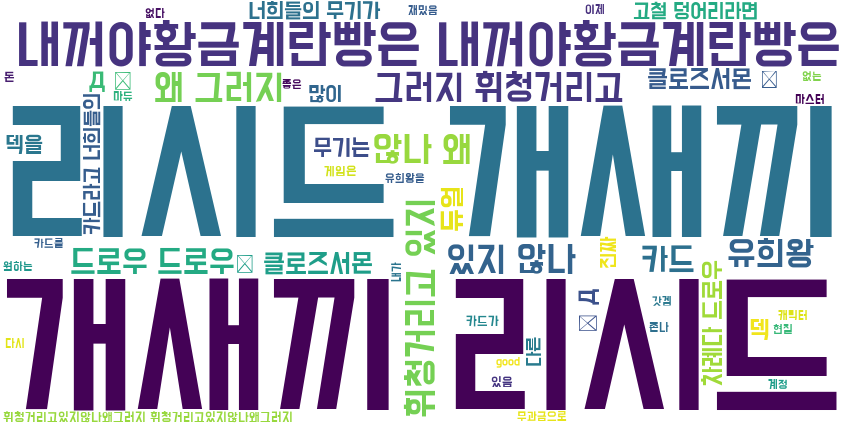 없다 너희들의 무기가 재밌음 이제 고철 덩어리라면
내꺼야황금계란빵은 내꺼야황금계란빵은
돈 Д 마듀 왜 그러지 좋은 많이 그러지 휘청거리고 클로즈서몬 없는 마스터
리시드 개새끼
덱을 카드라고 너희들의 무기는 않나 왜
게임은 유희왕을 듀얼
카드를 드로우 드로우 클로즈서몬 내가 휘청거리고 있지 있지 않나 진짜 카드 유희왕
원하는
개새끼 리시드
다시 카드가 good 있음 다른 Д 갓겜 존나 차례다 드로우 덱 캐릭터 현질 계정
휘청거리고있지않나왜그러지 휘청거리고있지않나왜그러지 무과금으로